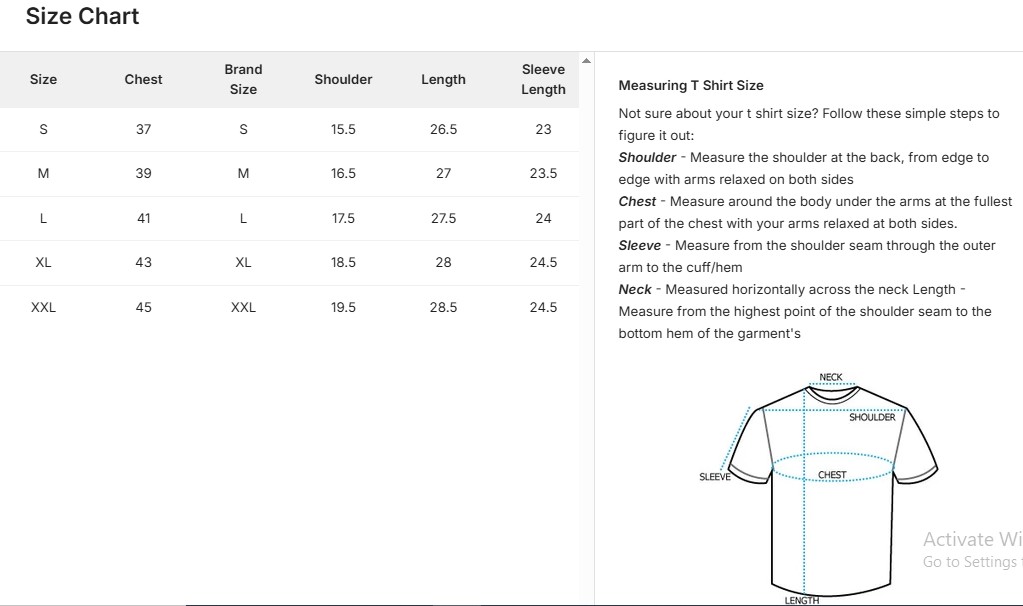 Size Chart
Size Chest Brand Size Shoulder Length Sleeve Length
S 37 S 15.5 26.5 23
M 39 M 16.5 27 23.5
L 41 L 17.5 27.5 24
XL 43 XL 18.5 28 24.5
XXL 45 XXL 19.5 28.5 24.5
Measuring T Shirt Size
Not sure about your t shirt size? Follow these simple steps to
figure it out:
Shoulder - Measure the shoulder at the back, from edge to
edge with arms relaxed on both sides
Chest - Measure around the body under the arms at the fullest
part of the chest with your arms relaxed at both sides.
Sleeve - Measure from the shoulder seam through the outer
arm to the cuff/hem
Neck - Measured horizontally across the neck Length -
Measure from the highest point of the shoulder seam to the
bottom hem of the garment's
NECK
SHOULDER
SLEEVE
CHEST
LENGTH
Activate Wi
Go to Settings